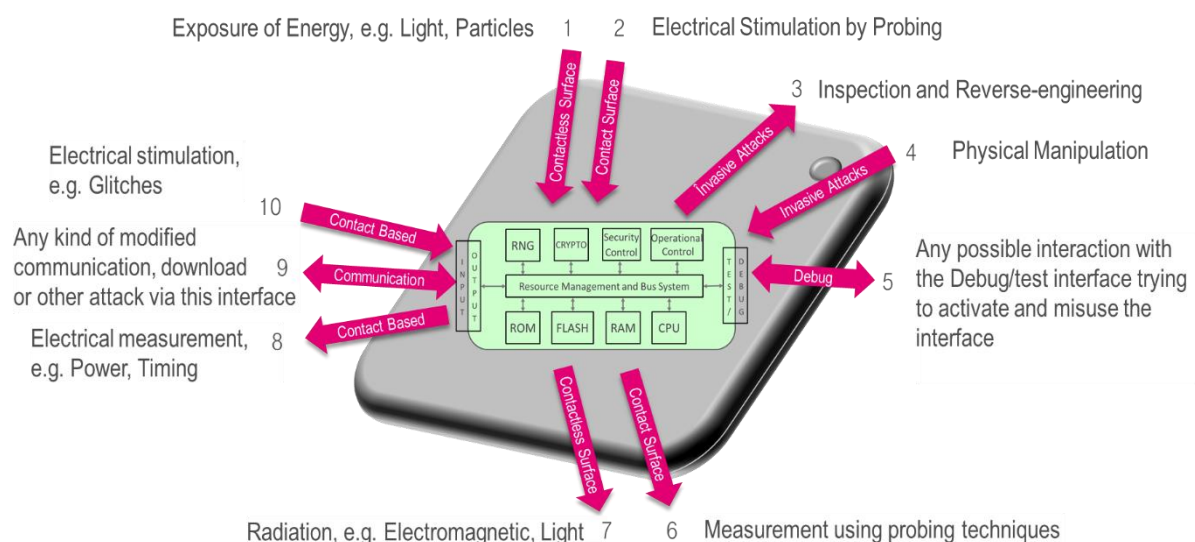 Exposure of Energy, e.g. Light, Particles 1
2 Electrical Stimulation by Probing
Contactless Surface
Contact Surface
3 Inspection and Reverse-engineering
Învasive Attacks
4 Physical Manipulation
Invasive Attacks
Electrical stimulation,
e.g. Glitches
10
Contact Based
Any kind of modified
communication, download
or other attack via this interface
9
Communication
Electrical measurement,
e.g. Power, Timing
8
Contact Based
INPUT
OUTPUT
RNG
CRYPTO
Security
Control
Operational
Control
Resource Management and Bus System
ROM
FLASH
RAM
CPU
TEST/
DEBUG
Debug
5
Any possible interaction with
the Debug/test interface trying
to activate and misuse the
interface
Contactless Surface
Contact Surface
Radiation, e.g. Electromagnetic, Light 7
6 Measurement using probing techniques